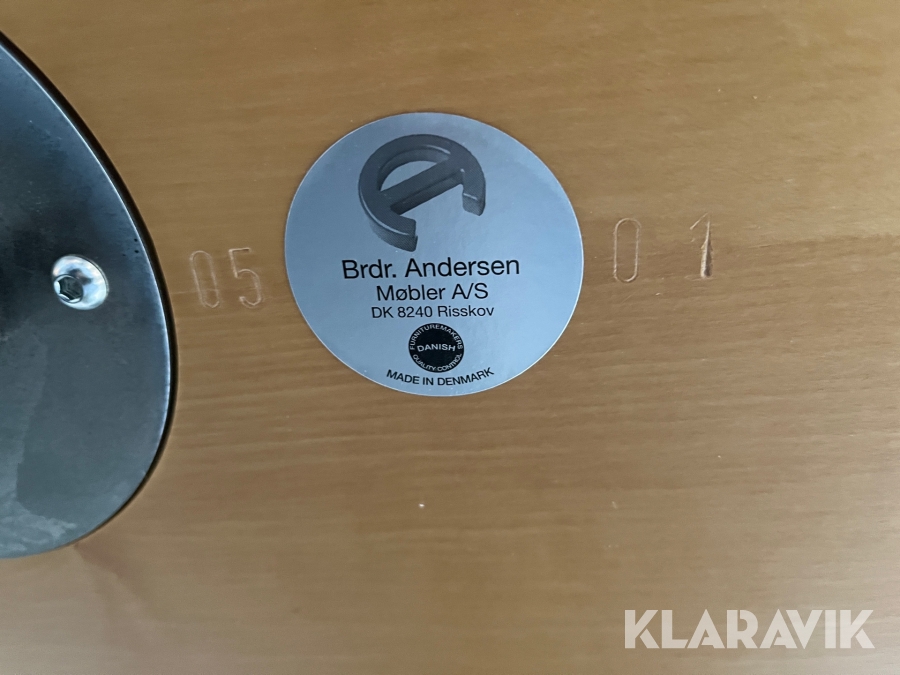 05
Brdr. Andersen
Møbler A/S
DK 8240 Risskov
FURNITUREMAKERS
DANISH
QUALITY-CONTROL
MADE IN DENMARK
01
KLARAVIK